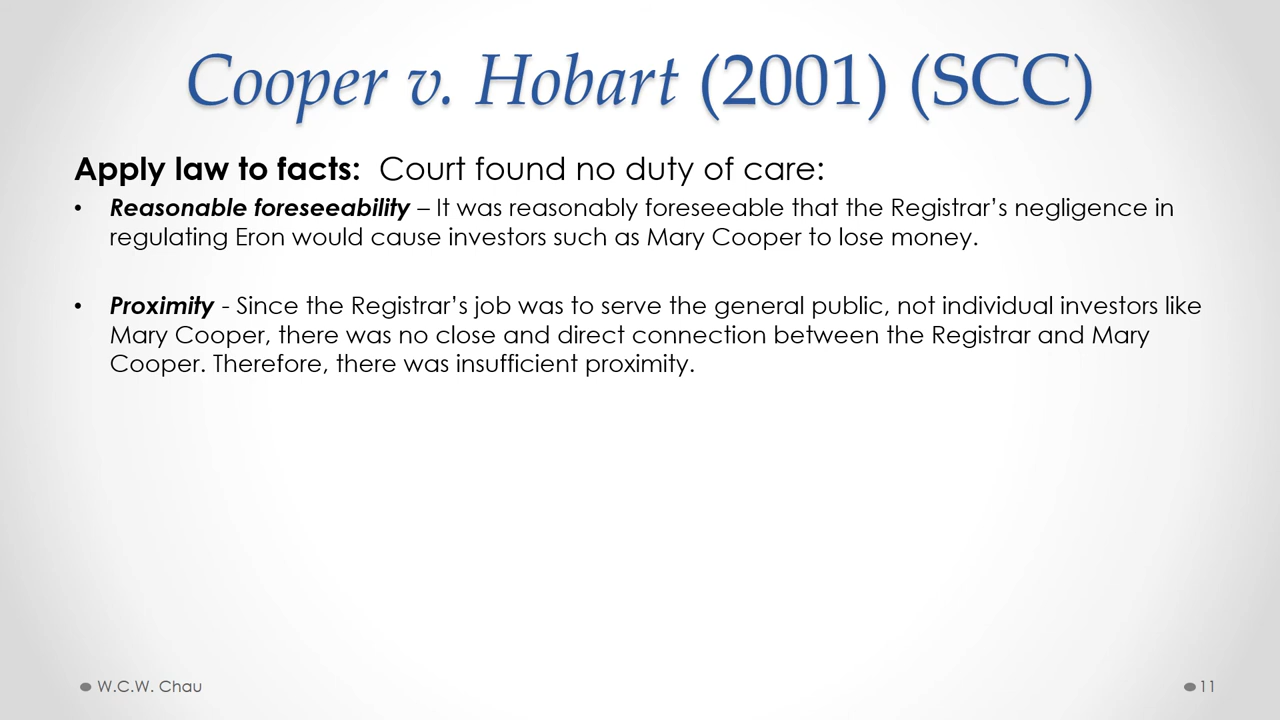 Cooper v. Hobart (2001) (SCC)
Apply law to facts: Court found no duty of care:
• Reasonable foreseeability – It was reasonably foreseeable that the Registrar’s negligence in
regulating Eron would cause investors such as Mary Cooper to lose money.
• Proximity - Since the Registrar’s job was to serve the general public, not individual investors like
Mary Cooper, there was no close and direct connection between the Registrar and Mary
Cooper. Therefore, there was insufficient proximity.
W.C.W. Chau
11